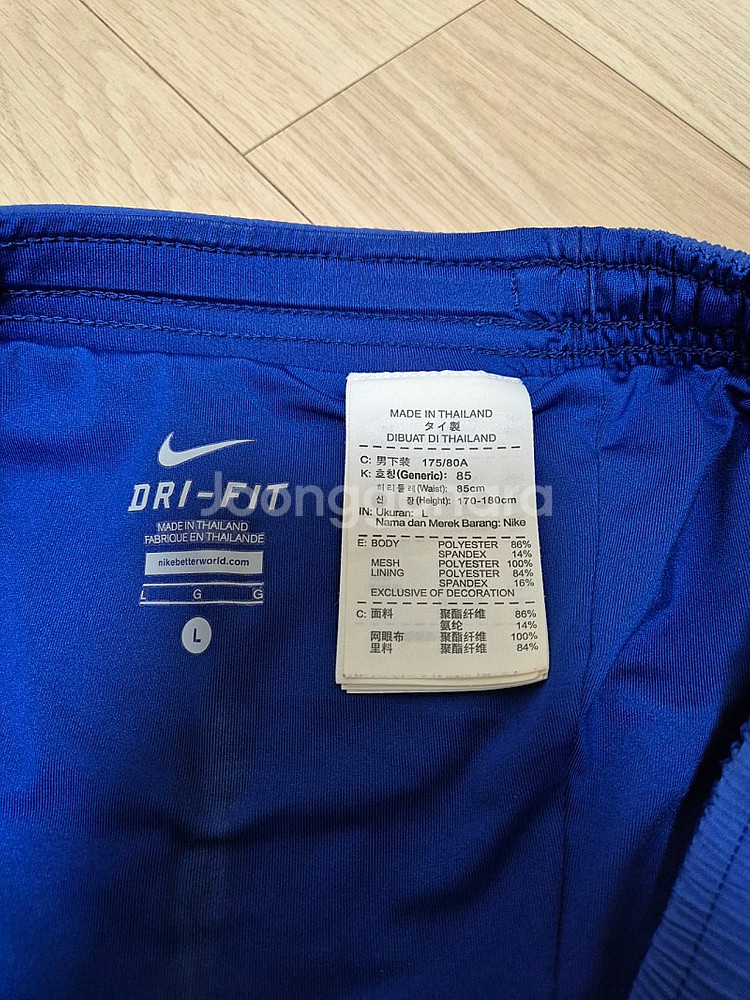 DRI-FIT
MADE IN THAILAND
FABRIQUE EN THAILANDE
nikebetterworld.com
L G G
L
MADE IN THAILAND
タイ製
DIBUAT DI THAILAND
C: 男下装 175/80A
K: 호칭(Generic): 85
허리둘레(Waist): 85cm
신 장(Height): 170-180cm
IN: Ukuran: L
Nama dan Merek Barang: Nike
E: BODY POLYESTER 86%
SPANDEX 14%
MESH POLYESTER 100%
LINING POLYESTER 84%
SPANDEX 16%
EXCLUSIVE OF DECORATION
C: 面料 聚酯纤维 86%
氨纶 14%
网眼布 聚酯纤维 100%
里料 聚酯纤维 84%
Joonggonara